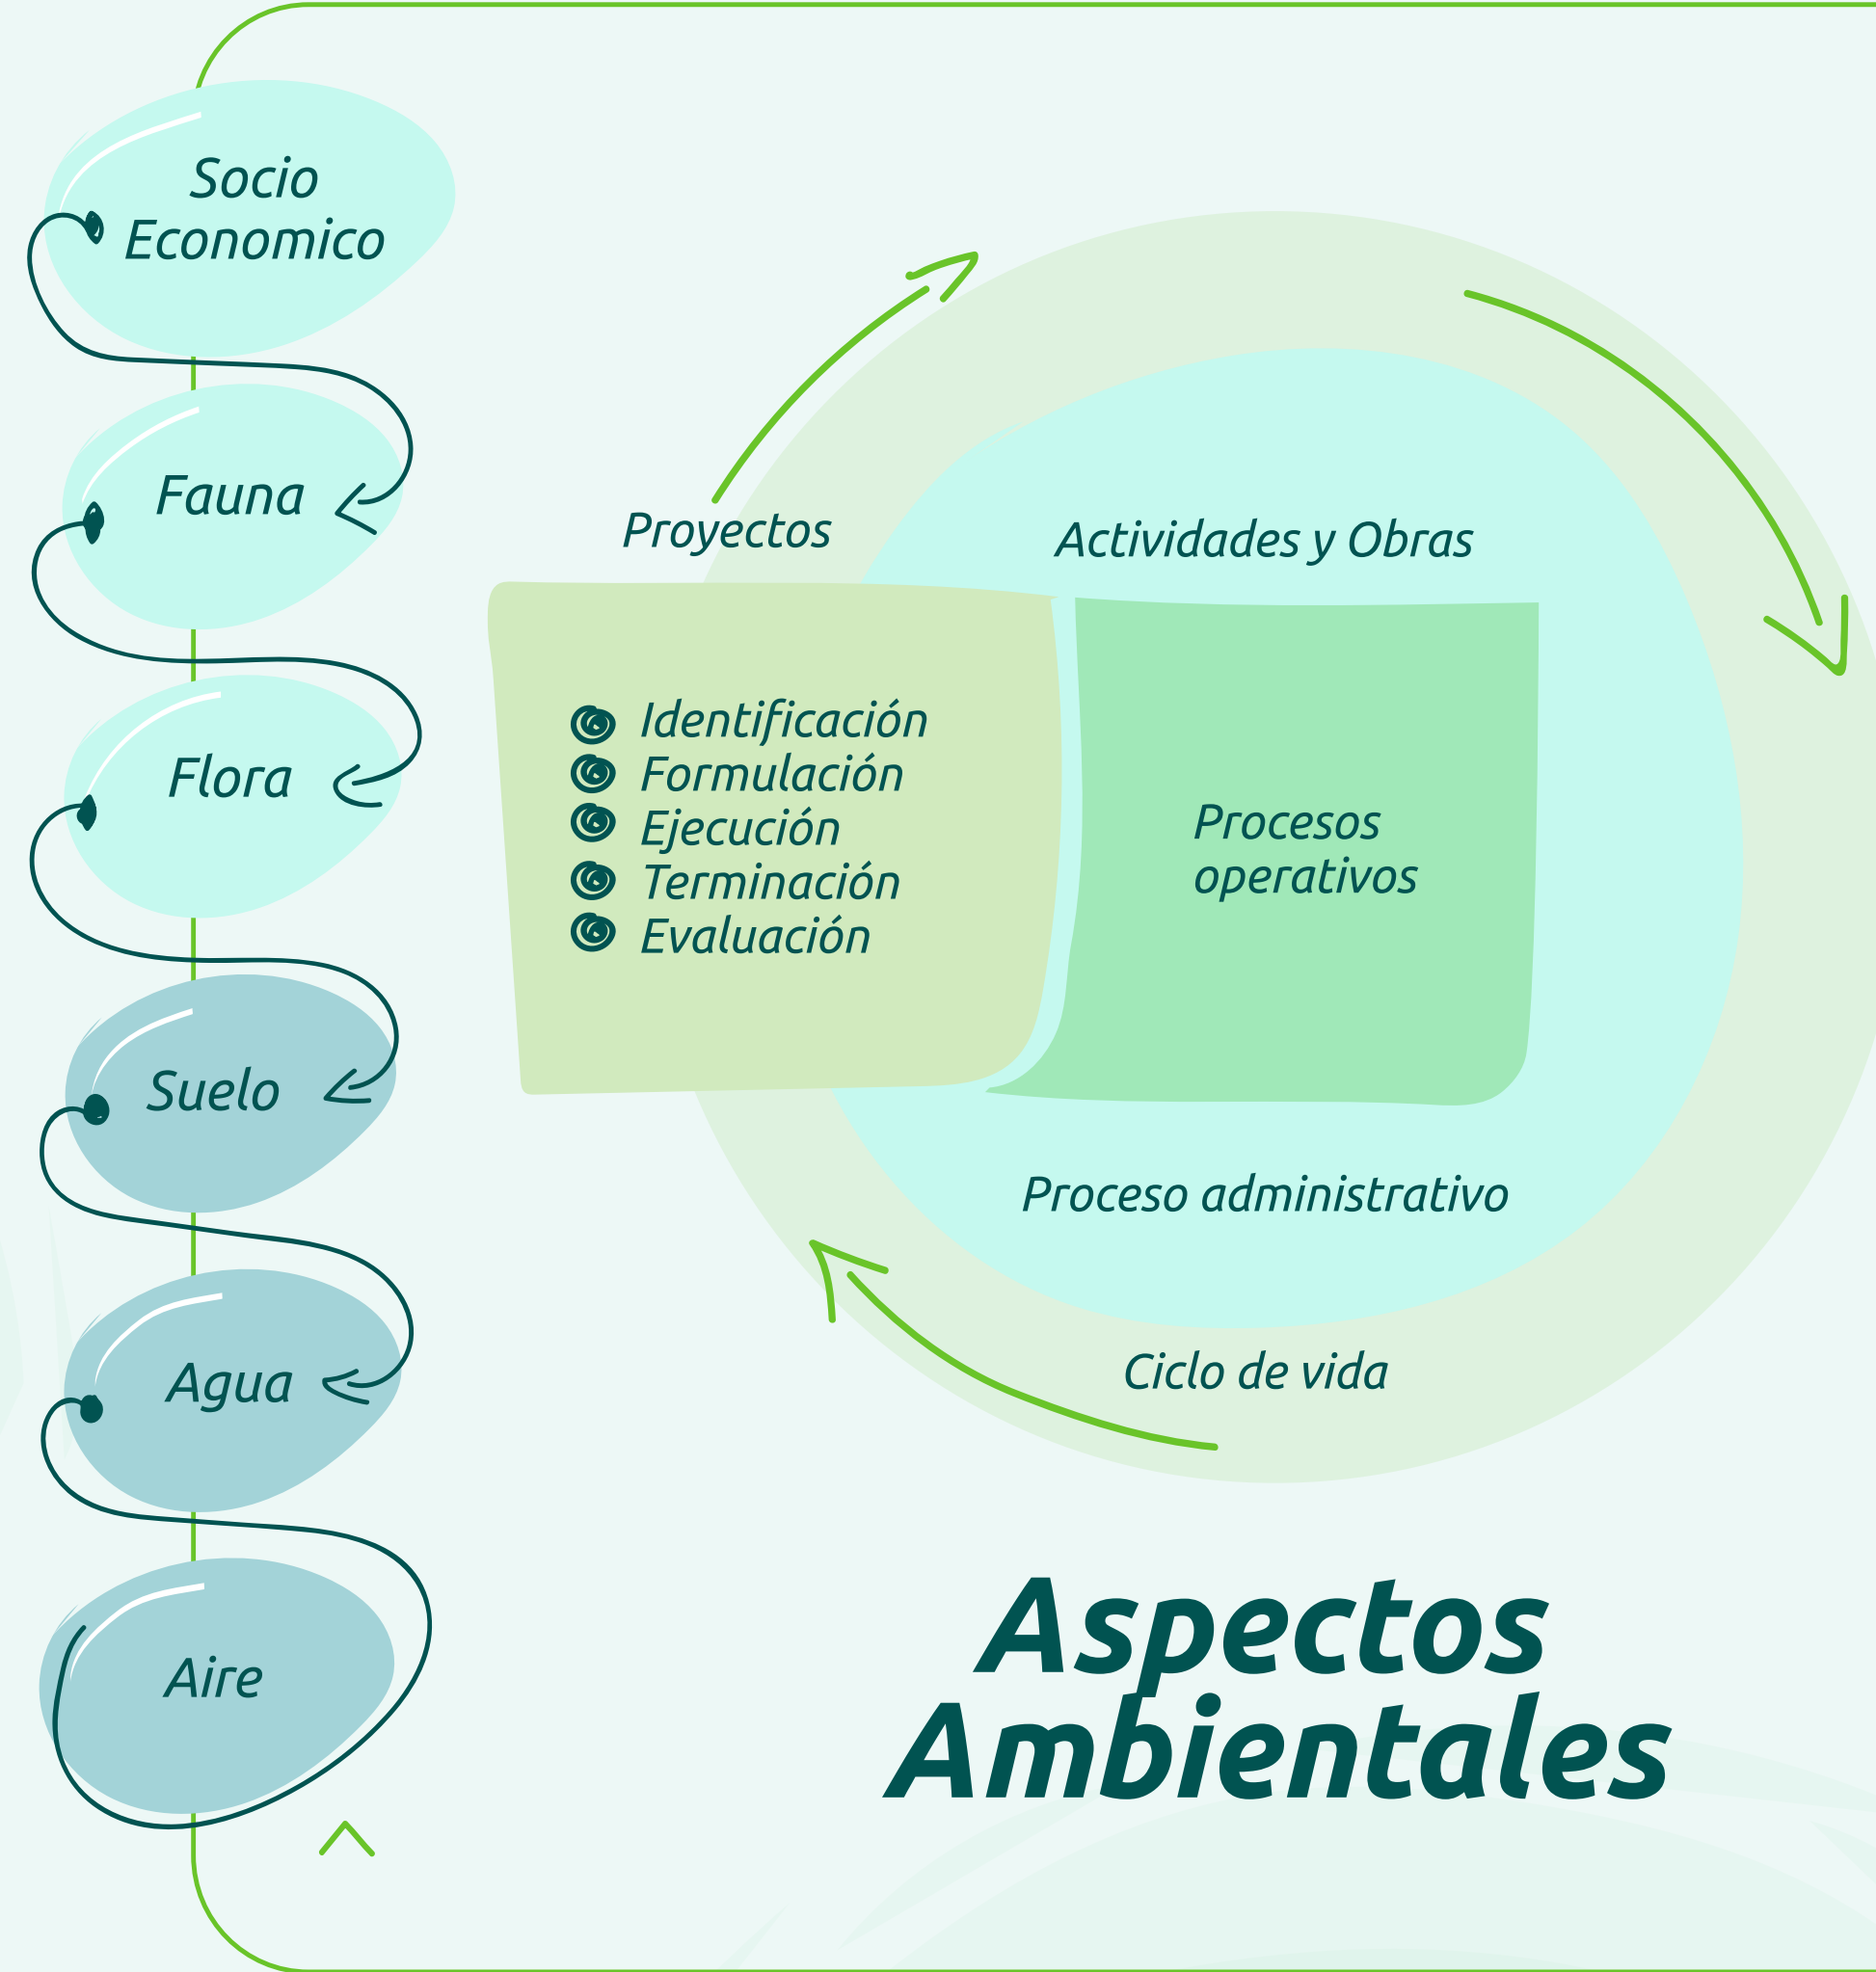 Socio
Economico
Fauna
Flora
Suelo
Agua
Aire
Proyectos
Identificación
Formulación
Ejecución
Terminación
Evaluación
Actividades y Obras
Procesos
operativos
Proceso administrativo
Ciclo de vida
Aspectos
Ambientales